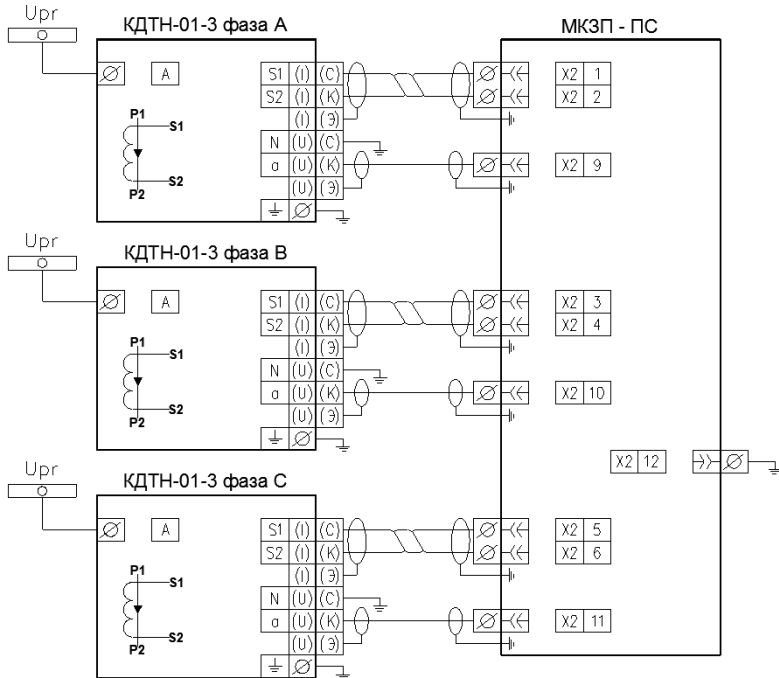 Upr
КДТН-01-3 фаза А
МКЗП - ПС
A
S1 (I) (С)
X2 1
S2 (I) (К)
X2 2
P1
S1
(I) (Э)
N (U) (С)
a (U) (К)
X2 9
S2
P2
(U) (Э)
Upr
КДТН-01-3 фаза В
A
S1 (I) (С)
X2 3
S2 (I) (К)
X2 4
P1
S1
(I) (Э)
N (U) (С)
a (U) (К)
X2 10
S2
P2
(U) (Э)
X2 12
Upr
КДТН-01-3 фаза С
A
S1 (I) (С)
X2 5
S2 (I) (К)
X2 6
P1
S1
(I) (Э)
N (U) (С)
a (U) (К)
X2 11
S2
P2
(U) (Э)